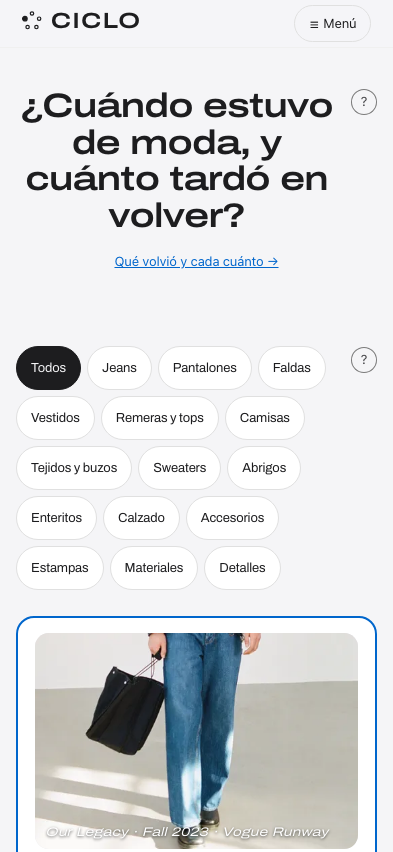 CICLO
≡ Menú
¿Cuándo estuvo
de moda, y
cuánto tardó en
volver?
?
Qué volvió y cada cuánto →
Todos
Jeans
Pantalones
Faldas
?
Vestidos
Remeras y tops
Camisas
Tejidos y buzos
Sweaters
Abrigos
Enteritos
Calzado
Accesorios
Estampas
Materiales
Detalles
Our Legacy · Fall 2023 · Vogue Runway